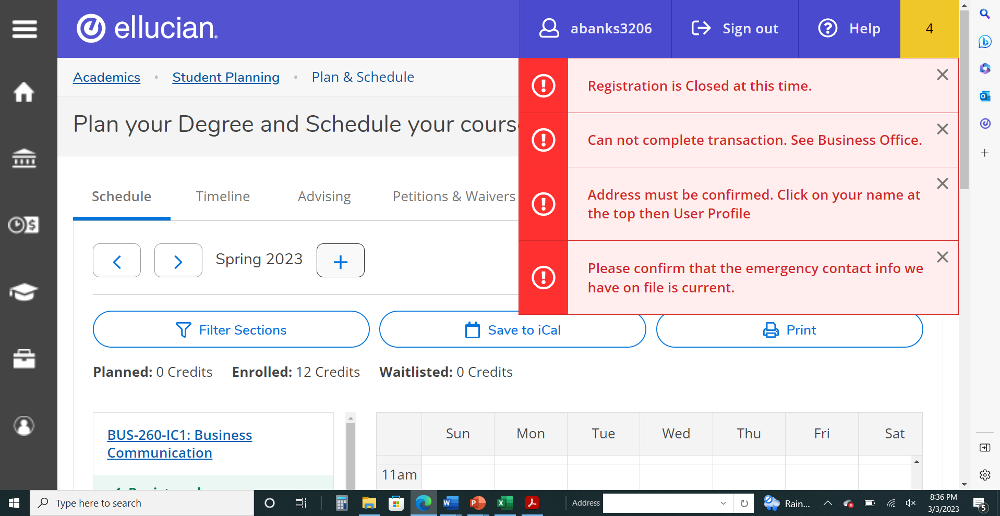 ellucian.
abanks3206
Sign out
Help
4
Academics • Student Planning • Plan & Schedule
Registration is Closed at this time.
Can not complete transaction. See Business Office.
Address must be confirmed. Click on your name at
the top then User Profile
Please confirm that the emergency contact info we
have on file is current.
Plan your Degree and Schedule your cours
Schedule
Timeline
Advising
Petitions & Waivers
Spring 2023
Filter Sections
Save to iCal
Print
Planned: 0 Credits
Enrolled: 12 Credits
Waitlisted: 0 Credits
BUS-260-IC1: Business
Communication
Sun
Mon
Tue
Wed
Thu
Fri
Sat
11am
Type here to search
Address
Rain...
8:36 PM
3/3/2023
5